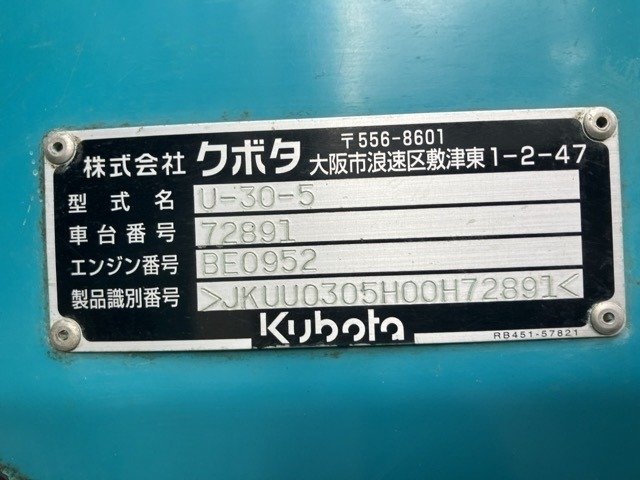 株式会社 クボタ 〒556-8601
大阪市浪速区敷津東1-2-47
型式名 U-30-5
車台番号 72891
エンジン番号 BE0952
製品識別番号 >JKUU0305H00H72891<
Kubota
RB451-57821